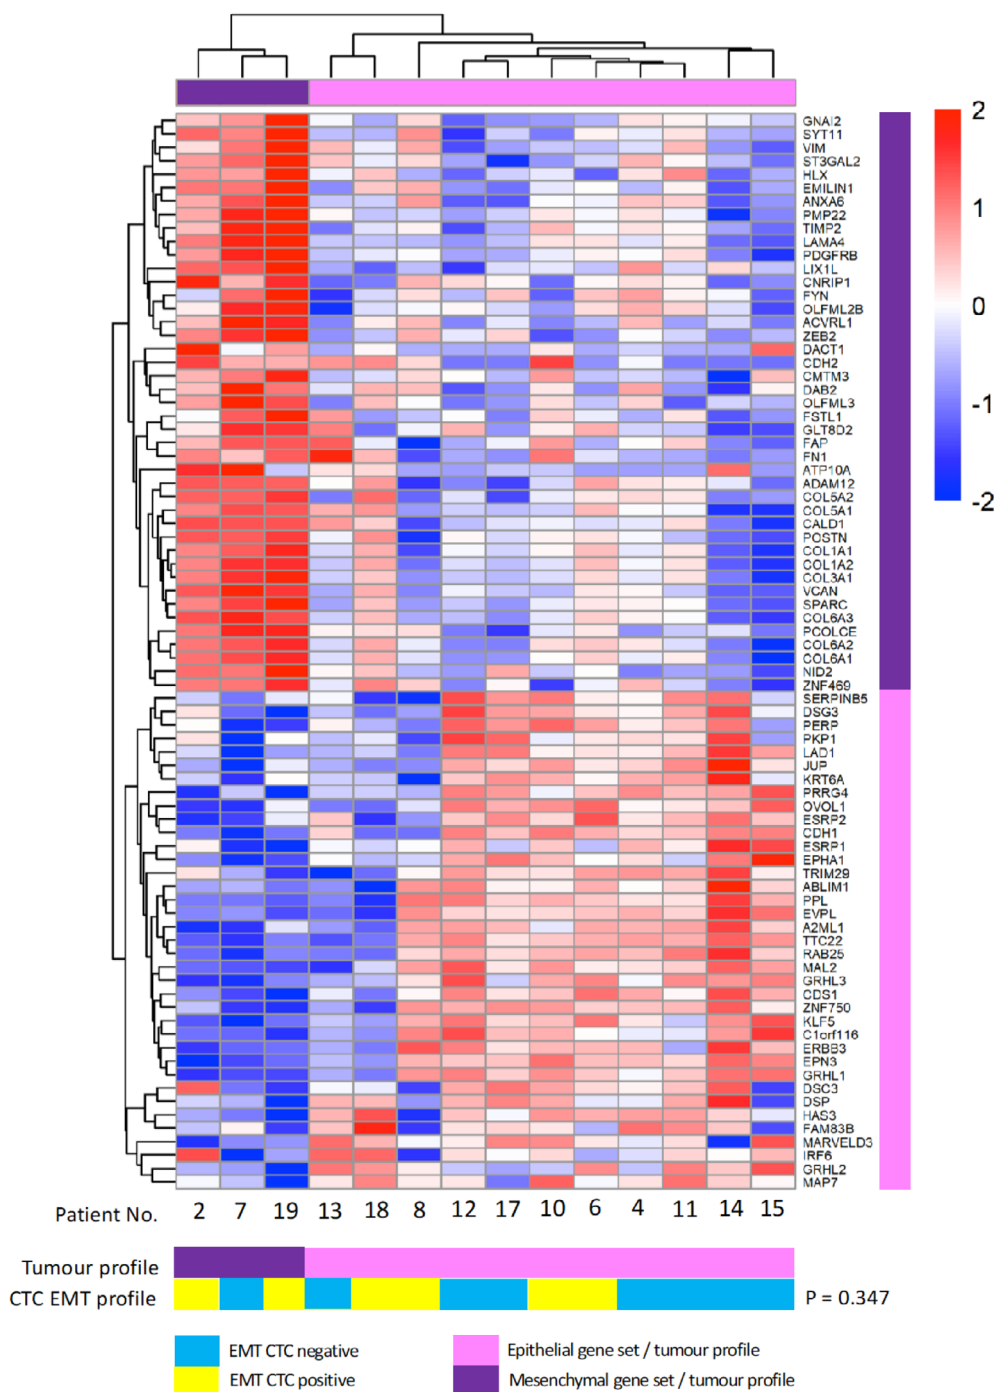 2
1
0
-1
-2
GNAI2
SYT11
VIM
ST3GAL2
HLX
EMILIN1
ANXA6
PMP22
TIMP2
LAMA4
PDGFRB
LIX1L
CNRIP1
FYN
OLFML2B
ACVRL1
ZEB2
DACT1
CDH2
CMTM3
DAB2
OLFML3
FSTL1
GLT8D2
FAP
FN1
ATP10A
ADAM12
COL5A2
COL5A1
CALD1
POSTN
COL1A1
COL1A2
COL3A1
VCAN
SPARC
COL6A3
PCOLCE
COL6A2
COL6A1
NID2
ZNF469
SERPINB5
DSG3
PERP
PKP1
LAD1
JUP
KRT6A
PRRG4
OVOL1
ESRP2
CDH1
ESRP1
EPHA1
TRIM29
ABLIM1
PPL
EVPL
A2ML1
TTC22
RAB25
MAL2
GRHL3
CDS1
ZNF750
KLF5
C1orf116
ERBB3
EPN3
GRHL1
DSC3
DSP
HAS3
FAM83B
MARVELD3
IRF6
GRHL2
MAP7
Patient No. 2 7 19 13 18 8 12 17 10 6 4 11 14 15
Tumour profile
CTC EMT profile P = 0.347
EMT CTC negative Epithelial gene set / tumour profile
EMT CTC positive Mesenchymal gene set / tumour profile